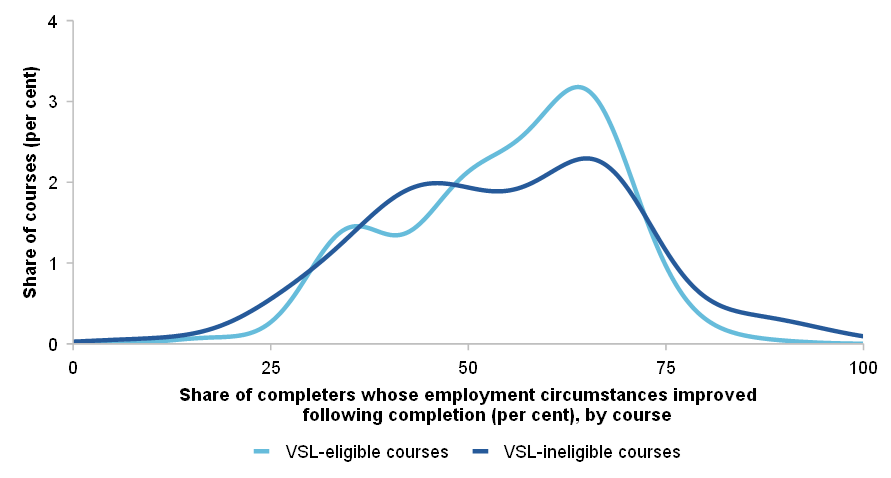 4
3
2
1
0
Share of courses (per cent)
0 25 50 75 100
Share of completers whose employment circumstances improved
following completion (per cent), by course
VSL-eligible courses VSL-ineligible courses